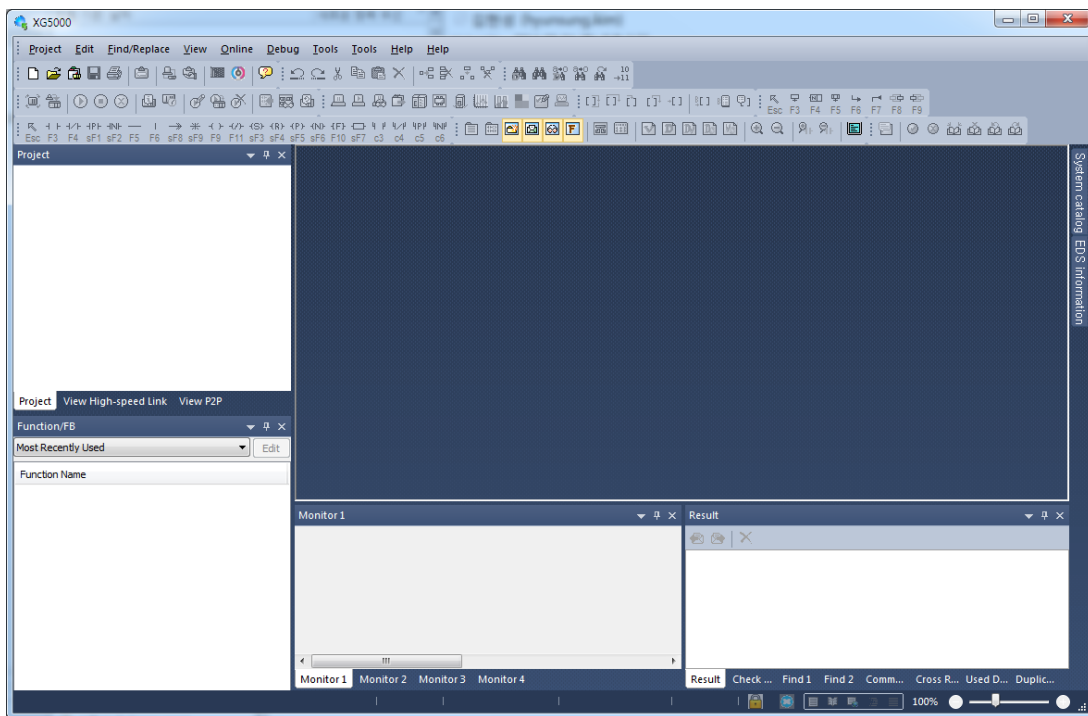 XG5000
Project Edit Find/Replace View Online Debug Tools Tools Help Help
Esc F3 F4 F5 F6 F7 F8 F9
Esc F3 F4 sF1 sF2 F5 F6 sF8 sF9 F9 F11 sF3 sF4 sF5 sF6 F10 sF7 c3 c4 c5 c6
Project
System catalog
EDS information
Project View High-speed Link View P2P
Function/FB
Most Recently Used Edit
Function Name
Monitor 1
Result
Monitor 1 Monitor 2 Monitor 3 Monitor 4
Result Check ... Find 1 Find 2 Comm... Cross R... Used D... Duplic...
100%